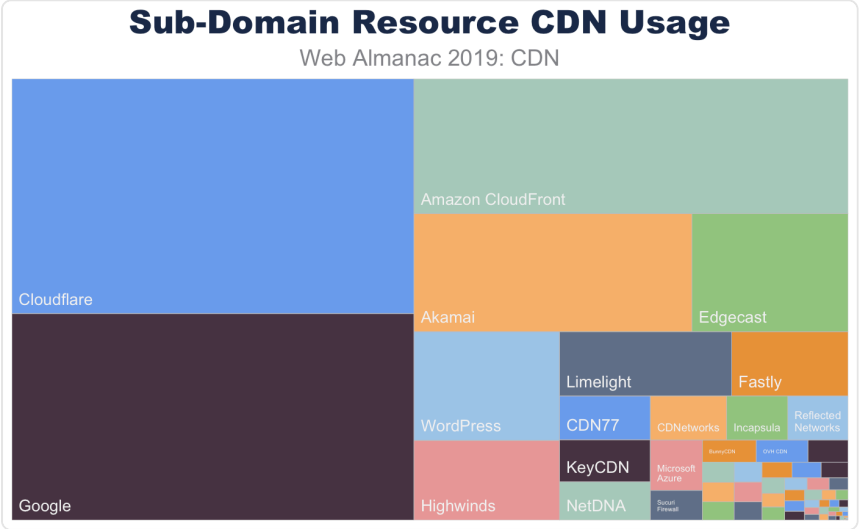 Sub-Domain Resource CDN Usage
Web Almanac 2019: CDN
Cloudflare
Amazon CloudFront
Akamai
Edgecast
Google
WordPress
Limelight
Fastly
CDN77
CDNetworks
Incapsula
Reflected
Networks
Highwinds
KeyCDN
Microsoft
Azure
BunnyCDN
OVH CDN
NetDNA
Sucuri
Firewall